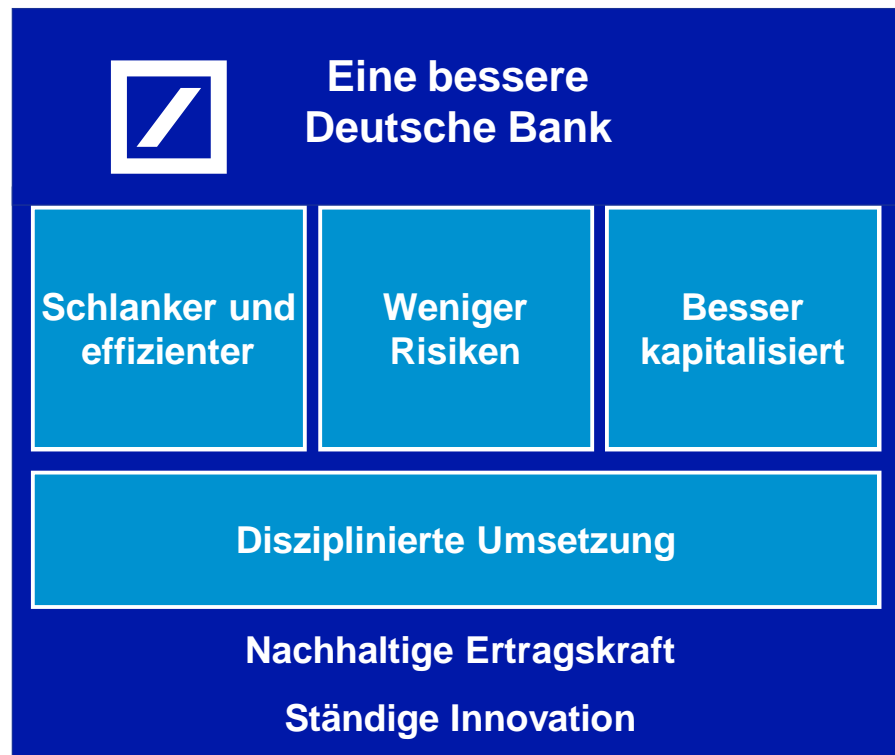 Eine bessere
Deutsche Bank
Schlanker und
effizienter
Weniger
Risiken
Besser
kapitalisiert
Disziplinierte Umsetzung
Nachhaltige Ertragskraft
Ständige Innovation